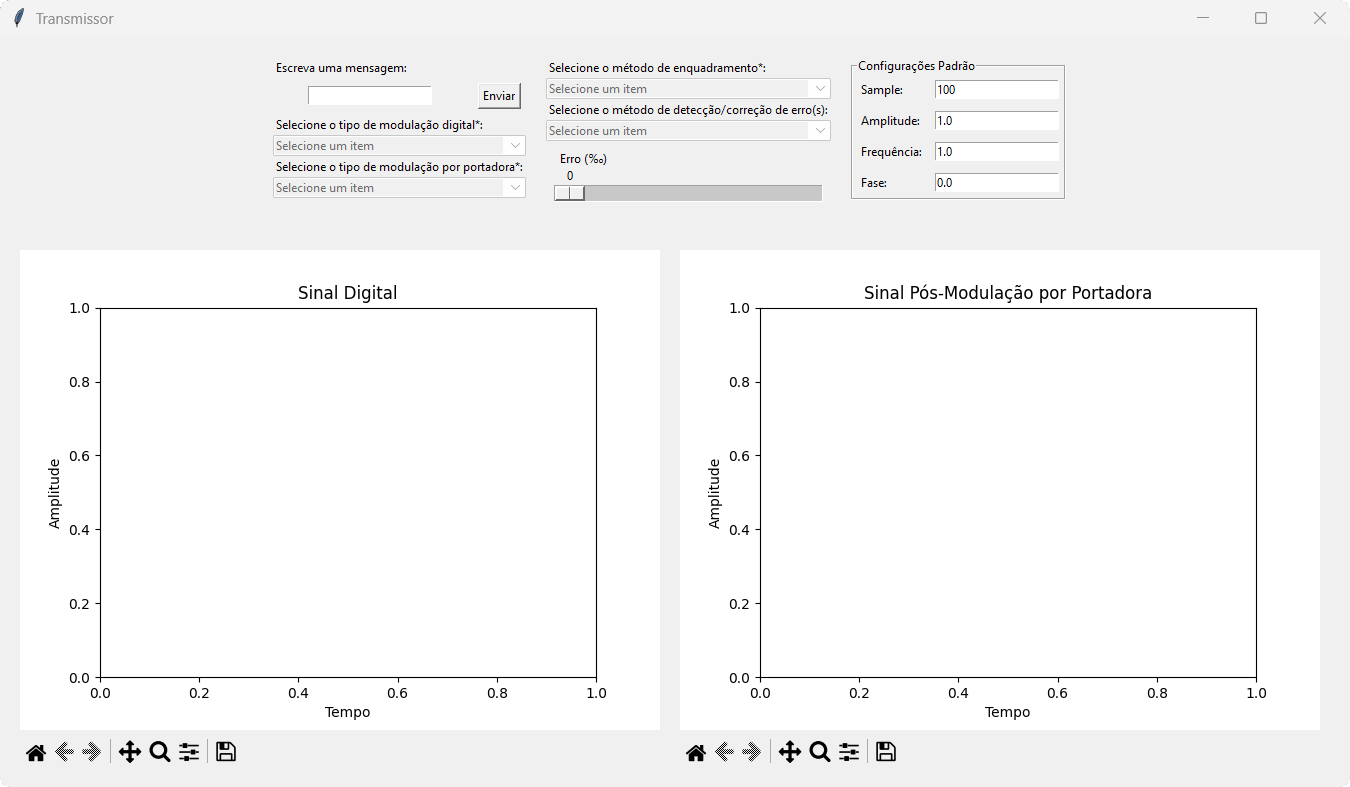 Transmissor
Escreva uma mensagem:
Enviar
Selecione o tipo de modulação digital*:
Selecione um item
Selecione o tipo de modulação por portadora*:
Selecione um item
Selecione o método de enquadramento*:
Selecione um item
Selecione o método de detecção/correção de erro(s):
Selecione um item
Erro (‰)
0
Configurações Padrão
Sample: 100
Amplitude: 1.0
Frequência: 1.0
Fase: 0.0
Sinal Digital
1.0
0.8
0.6
0.4
0.2
0.0
Amplitude
0.0 0.2 0.4 0.6 0.8 1.0
Tempo
Sinal Pós-Modulação por Portadora
1.0
0.8
0.6
0.4
0.2
0.0
Amplitude
0.0 0.2 0.4 0.6 0.8 1.0
Tempo